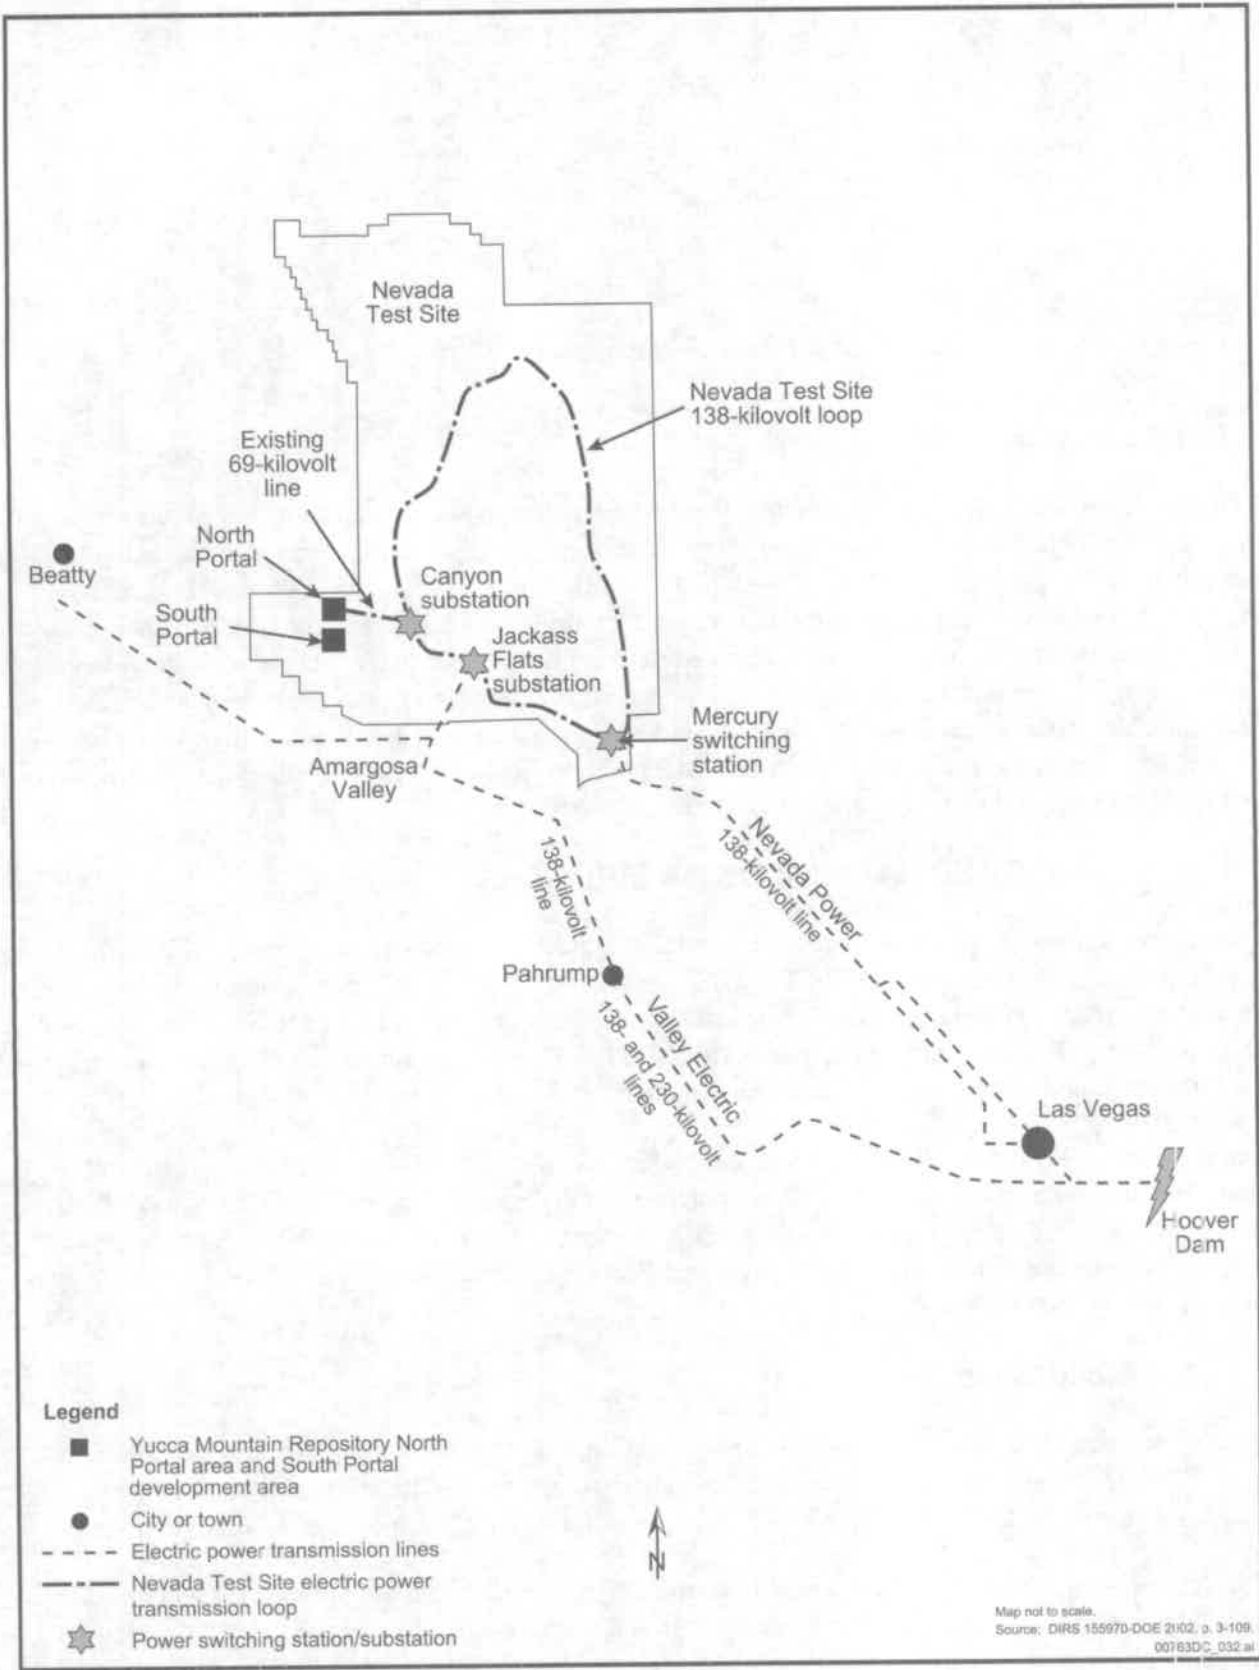 Nevada
Test Site
Nevada Test Site
138-kilovolt loop
Existing
69-kilovolt
line
North
Portal
Beatty
Canyon
substation
South
Portal
Jackass
Flats
substation
Mercury
switching
station
Amargosa
Valley
138-kilovolt
line
Nevada Power
138-kilovolt line
Pahrump
Valley Electric
138- and 230-kilovolt
lines
Las Vegas
Hoover
Dam
Legend
Yucca Mountain Repository North
Portal area and South Portal
development area
City or town
Electric power transmission lines
Nevada Test Site electric power
transmission loop
Power switching station/substation
N
Map not to scale.
Source: DIRS 155970-DOE 2002, p. 3-109.
00763DC_032.ai